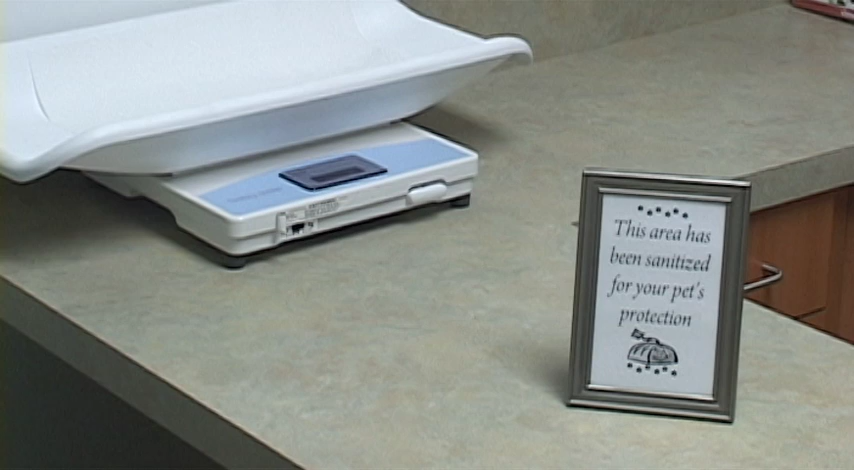 This area has
been sanitized
for your pet's
protection